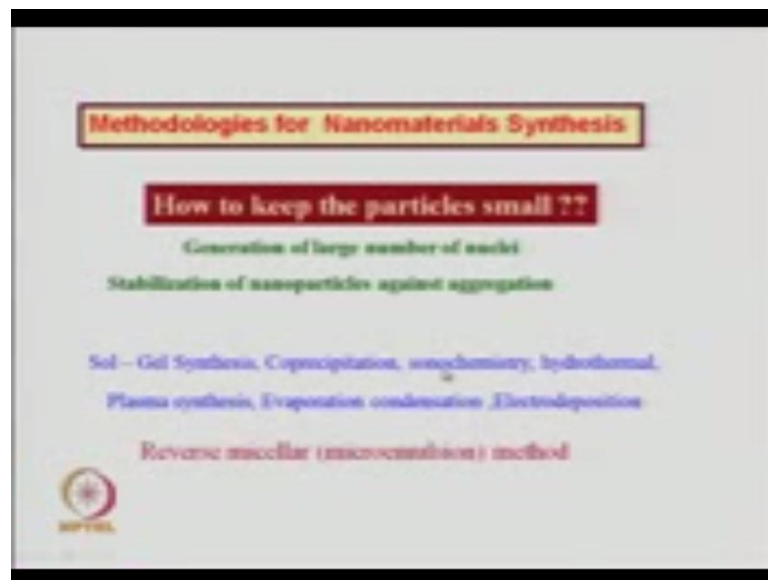 Methodologies for Nanomaterials Synthesis
How to keep the particles small ??
Generation of large number of nuclei
Stabilization of nanoparticles against aggregation
Sol – Gel Synthesis, Coprecipitation, sonochemistry, hydrothermal,
Plasma synthesis, Evaporation condensation ,Electrodeposition
Reverse micellar (microemulsion) method
NPTEL